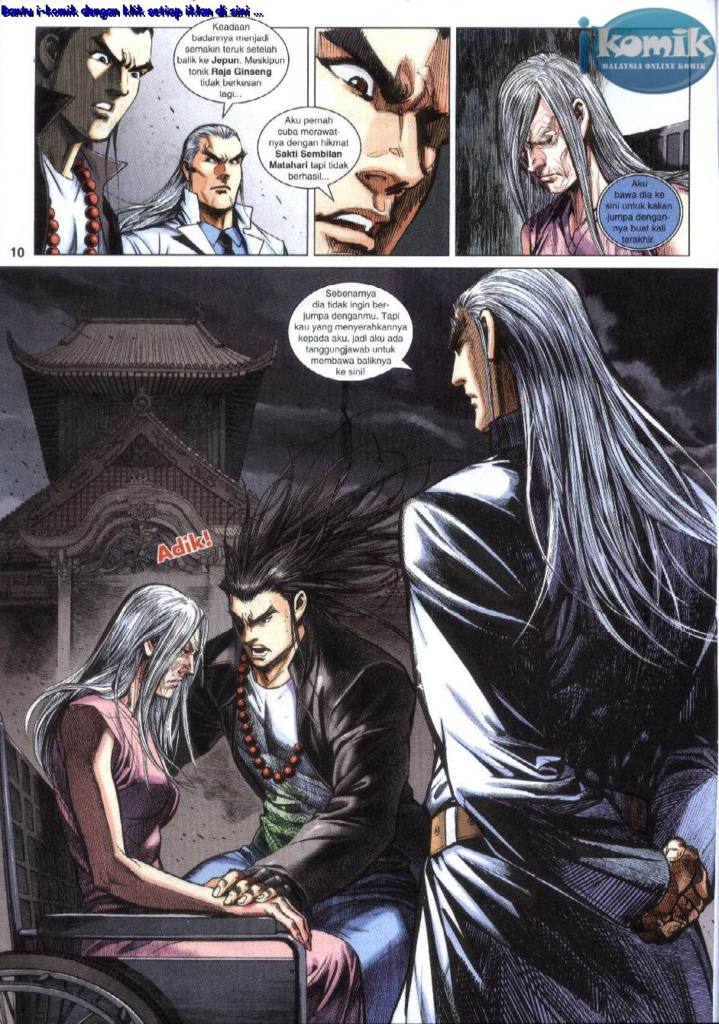 Bantu i-komik dengan klik setiap iklan di sini ...
ikomik
MALAYSIA ONLINE KOMIK
Keadaan
badannya menjadi
semakin teruk setelah
balik ke Jepun. Meskipun
tonik Raja Ginseng
tidak berkesan
lagi...
Aku pernah
cuba merawat-
nya dengan hikmat
Sakti Sembilan
Matahari tapi tidak
berhasil...
Aku
bawa dia ke
sini untuk kalian
-jumpa dengan-
nya buat kali
terakhir.
10
Sebenarnya
dia tidak ingin ber-
jumpa denganmu. Tapi
kau yang menyerahkannya
kepada aku, jadi aku ada
tanggungjawab untuk
membawa baliknya
ke sini!
Adik!